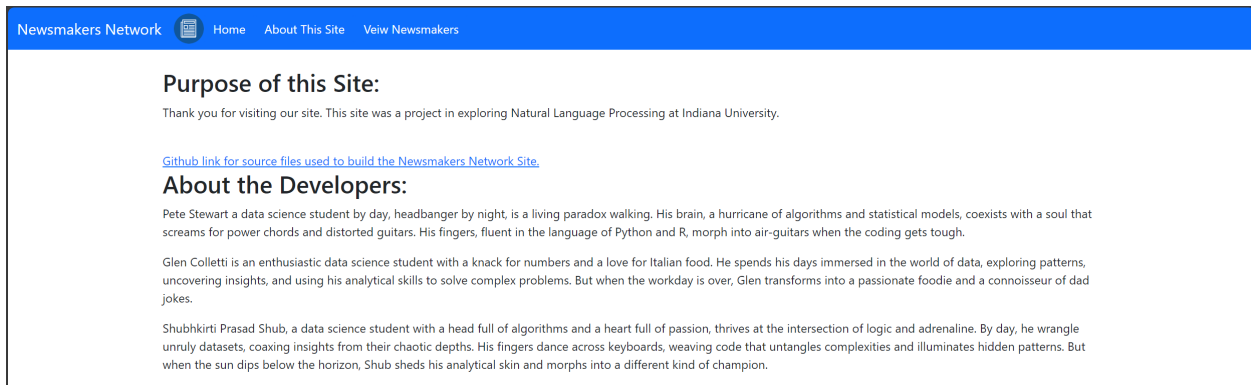 Newsmakers Network Home About This Site Veiw Newsmakers
Purpose of this Site:
Thank you for visiting our site. This site was a project in exploring Natural Language Processing at Indiana University.
Github link for source files used to build the Newsmakers Network Site.
About the Developers:
Pete Stewart a data science student by day, headbanger by night, is a living paradox walking. His brain, a hurricane of algorithms and statistical models, coexists with a soul that
screams for power chords and distorted guitars. His fingers, fluent in the language of Python and R, morph into air-guitars when the coding gets tough.
Glen Colletti is an enthusiastic data science student with a knack for numbers and a love for Italian food. He spends his days immersed in the world of data, exploring patterns,
uncovering insights, and using his analytical skills to solve complex problems. But when the workday is over, Glen transforms into a passionate foodie and a connoisseur of dad
jokes.
Shubhkirti Prasad Shub, a data science student with a head full of algorithms and a heart full of passion, thrives at the intersection of logic and adrenaline. By day, he wrangle
unruly datasets, coaxing insights from their chaotic depths. His fingers dance across keyboards, weaving code that untangles complexities and illuminates hidden patterns. But
when the sun dips below the horizon, Shub sheds his analytical skin and morphs into a different kind of champion.